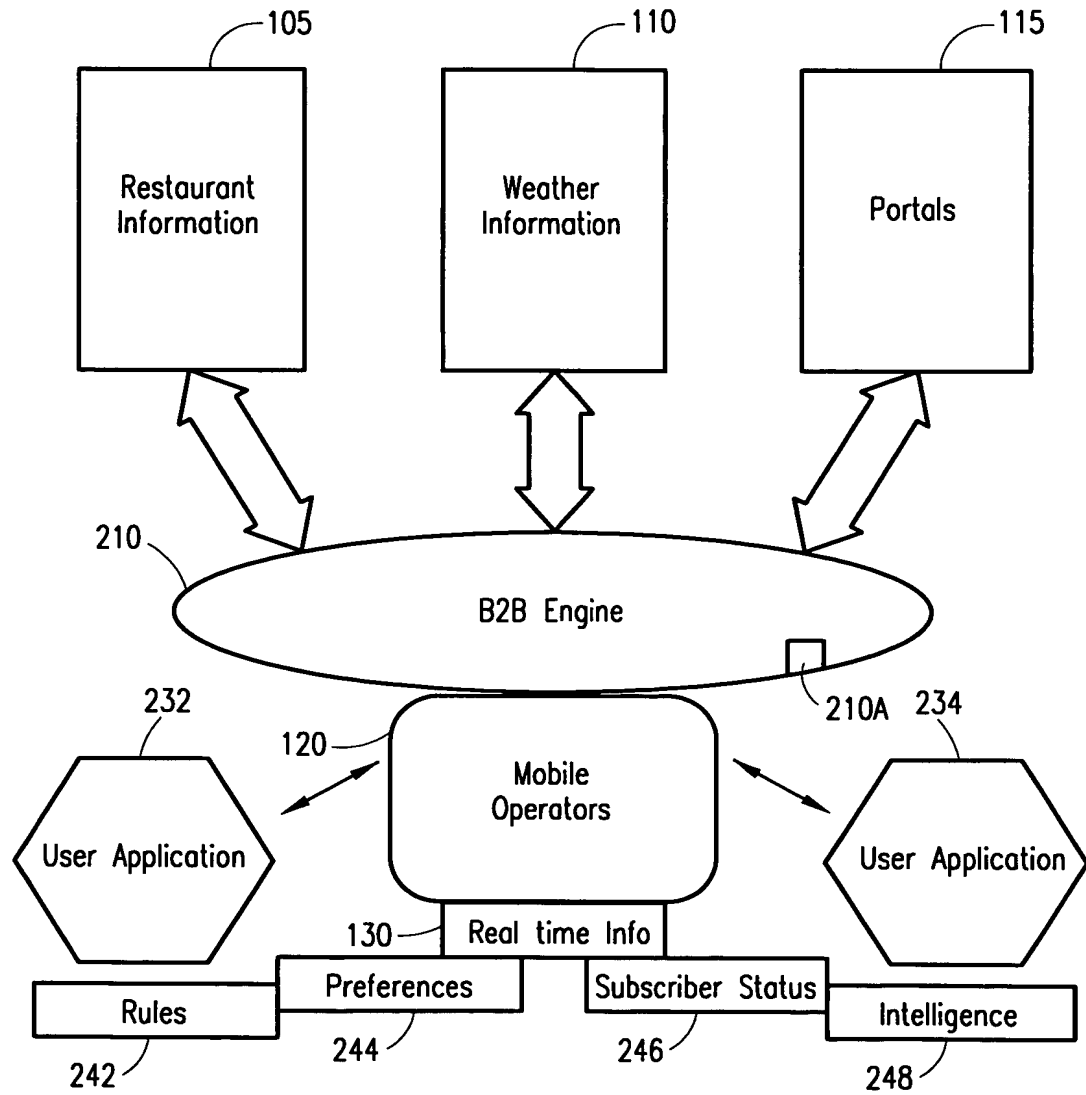 105
110
115
Restaurant
Information
Weather
Information
Portals
210
B2B Engine
210A
232
234
120
Mobile
Operators
User Application
User Application
130
Real time Info
Preferences
Subscriber Status
Rules
Intelligence
242
244
246
248